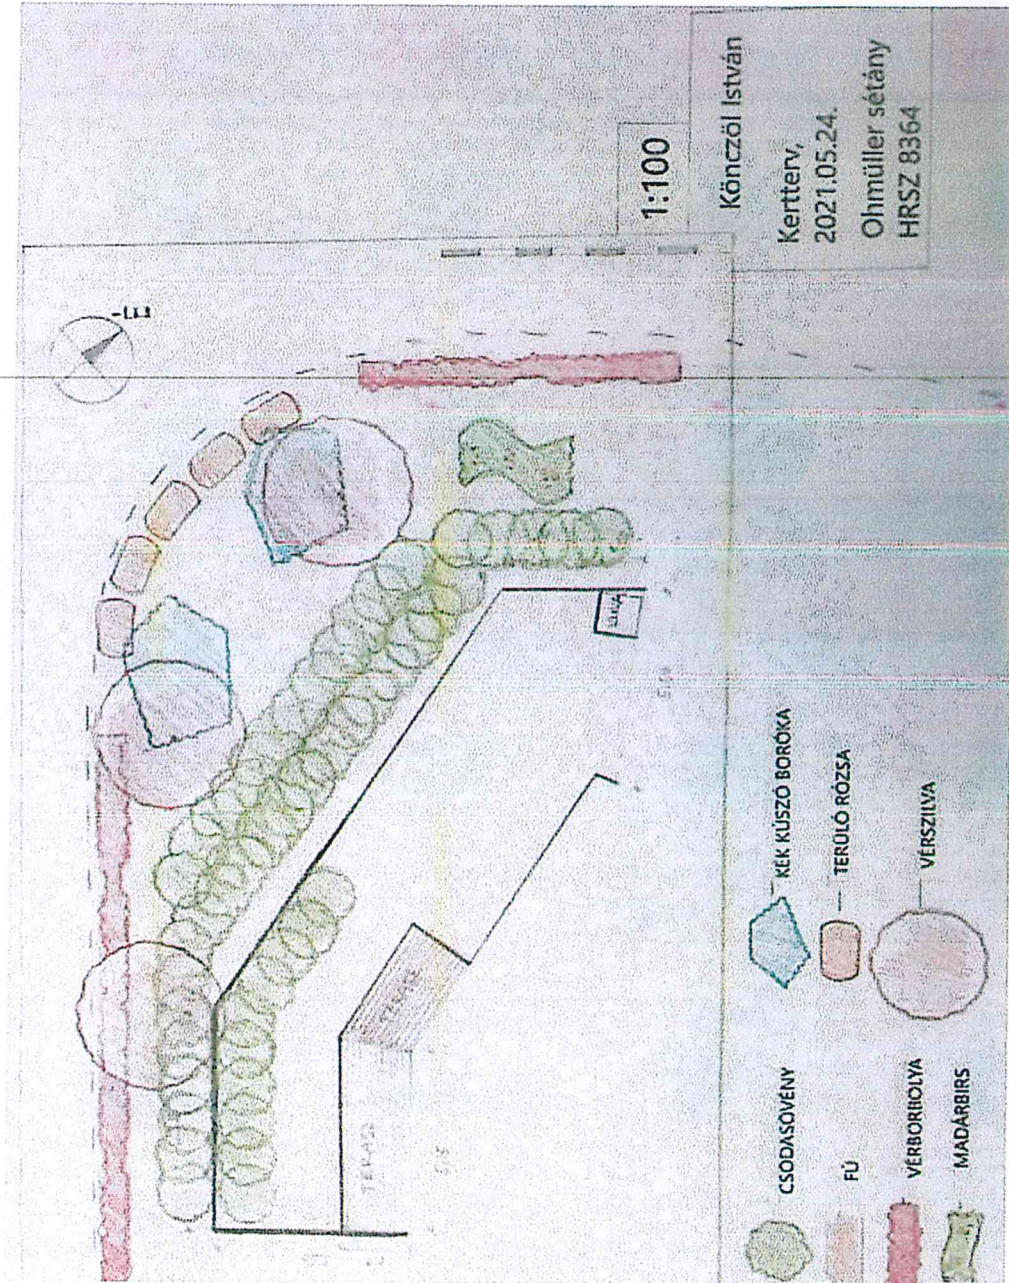 1:100
Könczöl István
Kertterv,
2021.05.24.
Ohmüller sétány
HRSZ 8364
É
TERASZ
CSODASÖVÉNY
FŰ
VÉRBORBOLYA
MADÁRBIRS
KÉK KÚSZÓ BORÓKA
TERÜLŐ RÓZSA
VÉRSZILVA